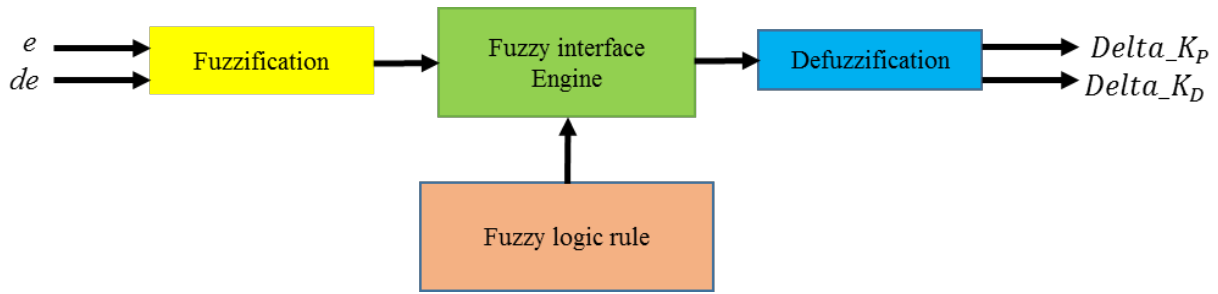 e
de
Fuzzification
Fuzzy interface
Engine
Defuzzification
Delta_K_P
Delta_K_D
Fuzzy logic rule